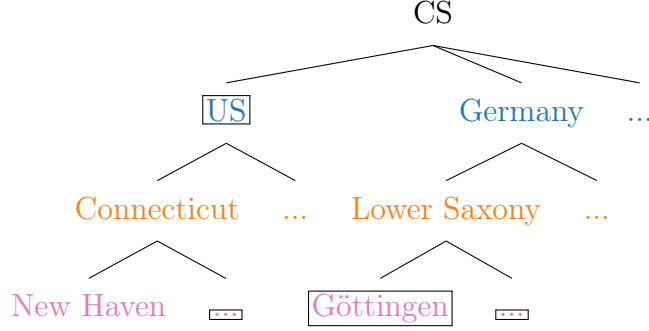 CS
US Germany ...
Connecticut ... Lower Saxony ...
New Haven ... Göttingen ...